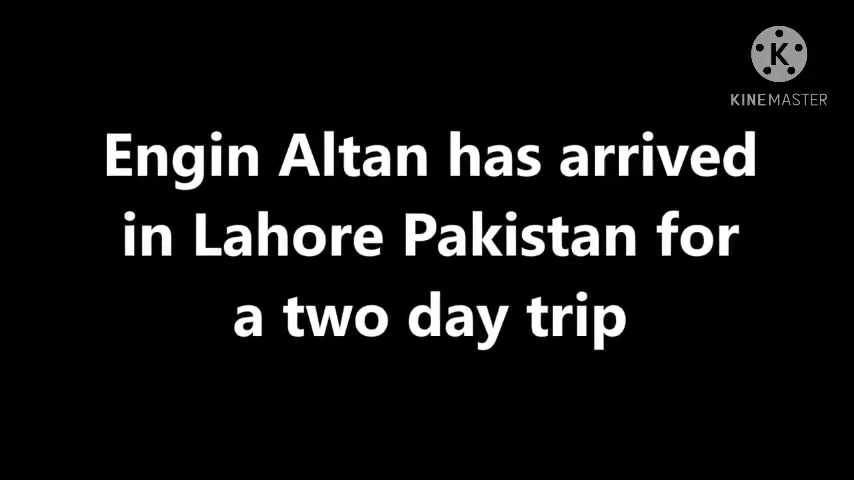 K
KINEMASTER
Engin Altan has arrived
in Lahore Pakistan for
a two day trip